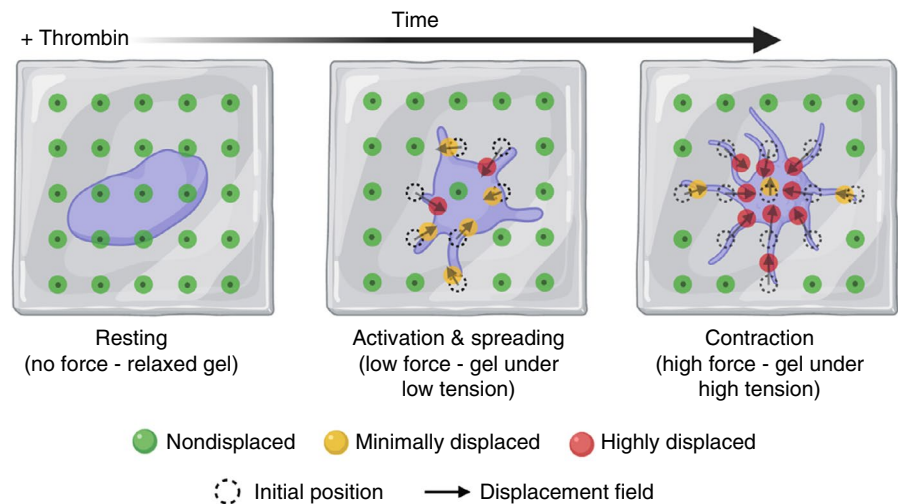 Time
+ Thrombin
Resting
(no force - relaxed gel)
Activation & spreading
(low force - gel under
low tension)
Contraction
(high force - gel under
high tension)
Nondisplaced
Minimally displaced
Highly displaced
Initial position
Displacement field